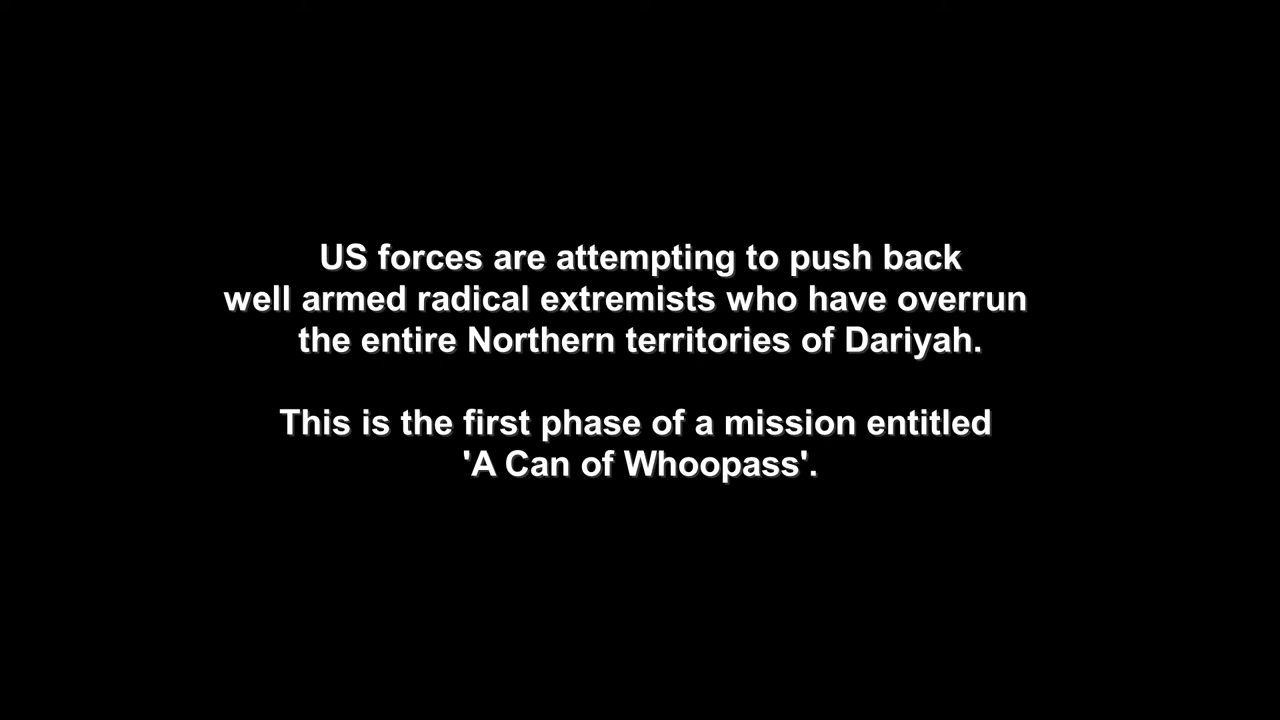 US forces are attempting to push back
well armed radical extremists who have overrun
the entire Northern territories of Dariyah.
This is the first phase of a mission entitled
'A Can of Whoopass'.